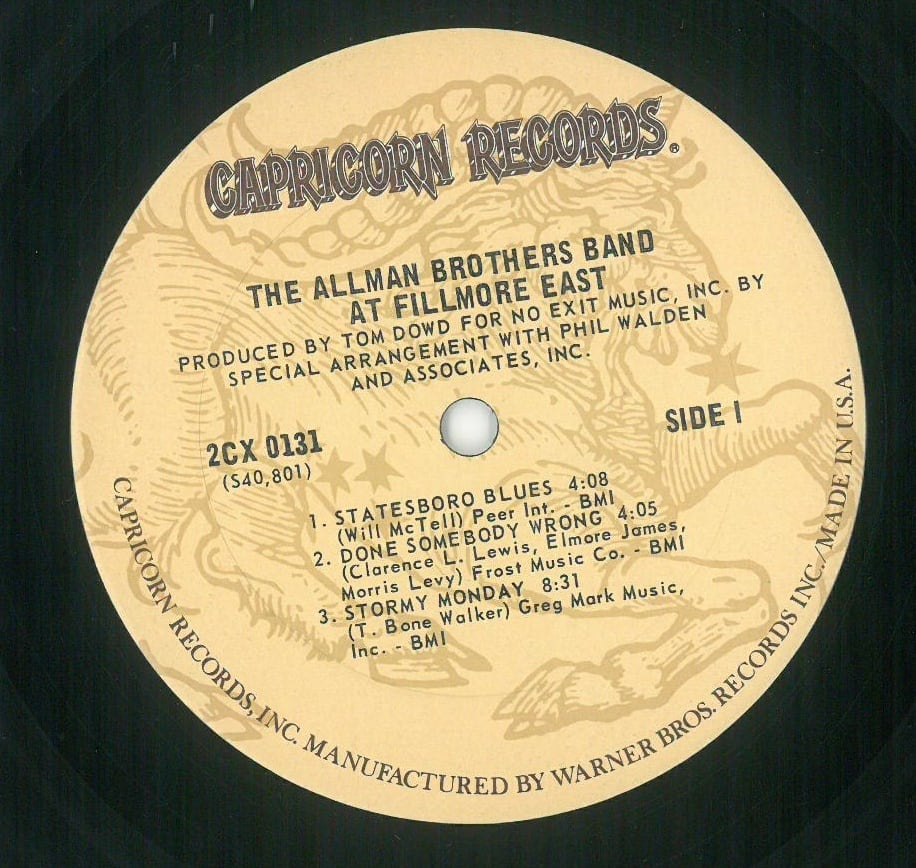 CAPRICORN RECORDS®
THE ALLMAN BROTHERS BAND
AT FILLMORE EAST
PRODUCED BY TOM DOWD FOR NO EXIT MUSIC, INC. BY
SPECIAL ARRANGEMENT WITH PHIL WALDEN
AND ASSOCIATES, INC.
2CX 0131
(S40,801)
SIDE I
1. STATESBORO BLUES 4:08
(Will McTell) Peer Int. - BMI
2. DONE SOMEBODY WRONG 4:05
(Clarence L. Lewis, Elmore James,
Morris Levy) Frost Music Co. - BMI
3. STORMY MONDAY 8:31
(T. Bone Walker) Greg Mark Music,
Inc. - BMI
CAPRICORN RECORDS, INC. MANUFACTURED BY WARNER BROS. RECORDS INC./MADE IN U.S.A.